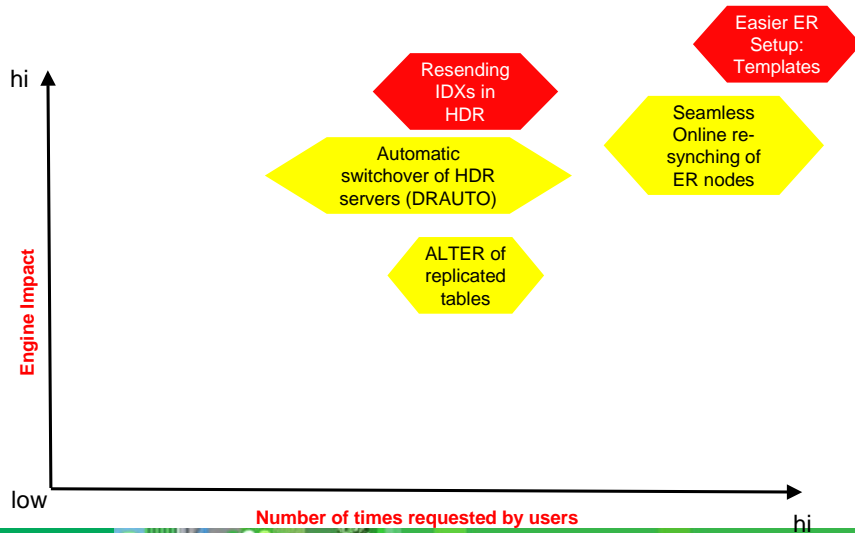 Easier ER
Setup:
Templates
hi
Resending
IDXs in
HDR
Seamless
Online re-
synching of
ER nodes
Automatic
switchover of HDR
servers (DRAUTO)
ALTER of
replicated
tables
Engine Impact
low
Number of times requested by users
hi